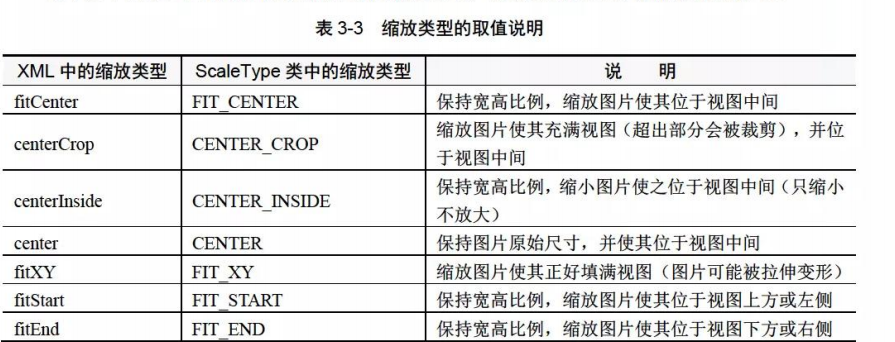 表 3-3 缩放类型的取值说明
XML 中的缩放类型 ScaleType 类中的缩放类型 说 明
fitCenter FIT_CENTER 保持宽高比例，缩放图片使其位于视图中间
centerCrop CENTER_CROP 缩放图片使其充满视图（超出部分会被裁剪），并位
于视图中间
centerInside CENTER_INSIDE 保持宽高比例，缩小图片使之位于视图中间（只缩小
不放大）
center CENTER 保持图片原始尺寸，并使其位于视图中间
fitXY FIT_XY 缩放图片使其正好填满视图（图片可能被拉伸变形）
fitStart FIT_START 保持宽高比例，缩放图片使其位于视图上方或左侧
fitEnd FIT_END 保持宽高比例，缩放图片使其位于视图下方或右侧